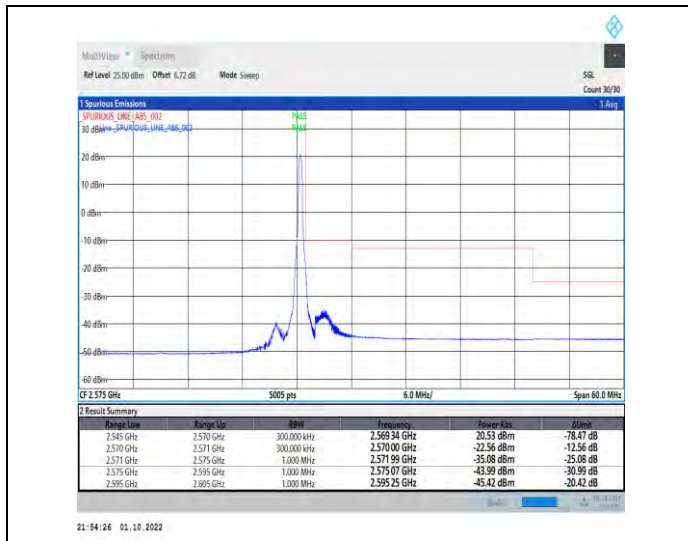 MultiView Spectrum
Ref Level 25.00 dBm Offset 6.72 dB Mode Sweep SGL
Count 30/30
1 Spurious Emissions 1 Avg
_SPURIOUS_LINE_ABS_002 PASS
30 dBm Line _SPURIOUS_LINE_ABS_002 PASS
20 dBm
10 dBm
0 dBm
-10 dBm
-20 dBm
-30 dBm
-40 dBm
-50 dBm
-60 dBm
CF 2.575 GHz 5005 pts 6.0 MHz/ Span 60.0 MHz
2 Result Summary
Range Low Range Up RBW Frequency Power Abs ΔLimit
2.545 GHz 2.570 GHz 300.000 kHz 2.569 34 GHz 20.53 dBm -78.47 dB
2.570 GHz 2.571 GHz 300.000 kHz 2.570 00 GHz -22.56 dBm -12.56 dB
2.571 GHz 2.575 GHz 1.000 MHz 2.571 99 GHz -35.08 dBm -25.08 dB
2.575 GHz 2.595 GHz 1.000 MHz 2.575 07 GHz -43.99 dBm -30.99 dB
2.595 GHz 2.605 GHz 1.000 MHz 2.595 25 GHz -45.42 dBm -20.42 dB
21:54:26 01.10.2022